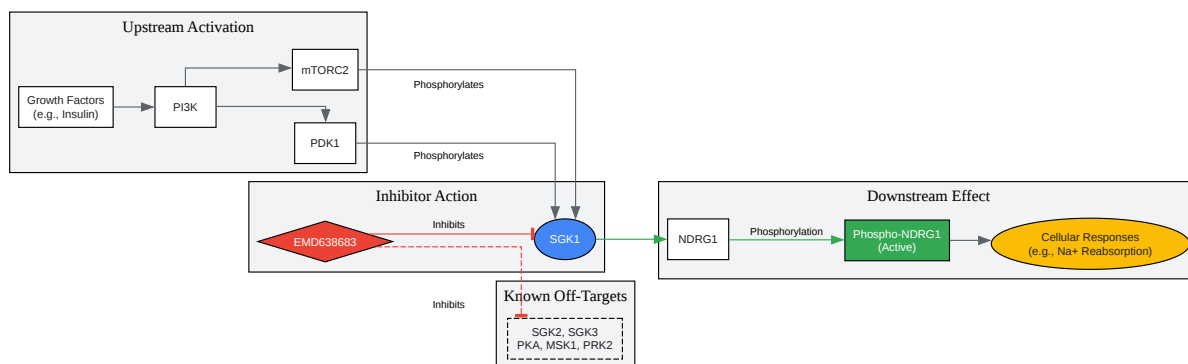 Upstream Activation
Growth Factors
(e.g., Insulin)
PI3K
mTORC2
PDK1
Phosphorylates
Phosphorylates
Inhibitor Action
EMD638683
Inhibits
SGK1
Inhibits
Known Off-Targets
SGK2, SGK3
PKA, MSK1, PRK2
Downstream Effect
NDRG1
Phosphorylation
Phospho-NDRG1
(Active)
Cellular Responses
(e.g., Na+ Reabsorption)